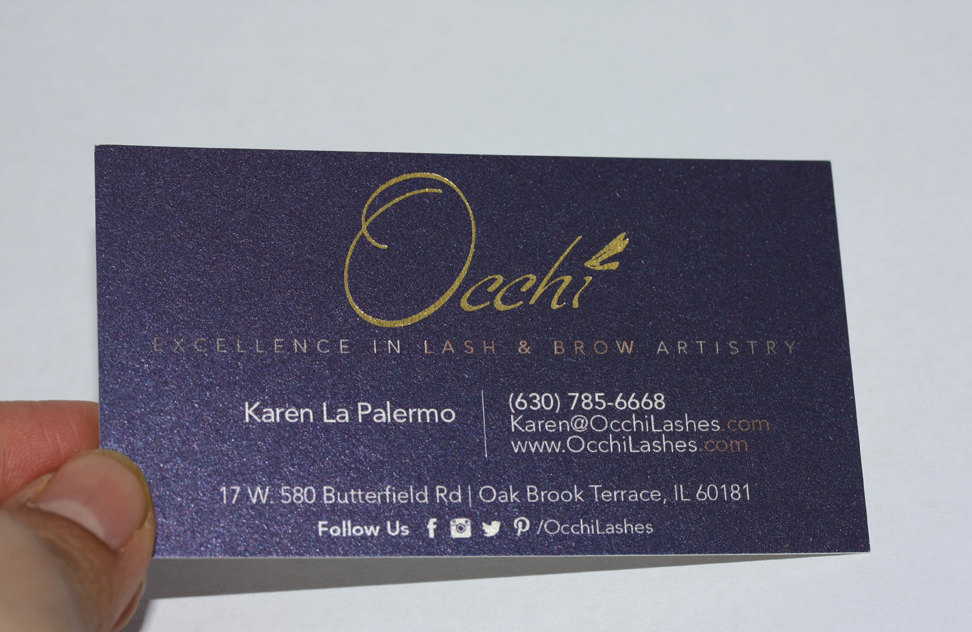 Occhi
EXCELLENCE IN LASH & BROW ARTISTRY
Karen La Palermo
(630) 785-6668
Karen@OcchiLashes.com
www.OcchiLashes.com
17 W. 580 Butterfield Rd | Oak Brook Terrace, IL 60181
Follow Us /OcchiLashes